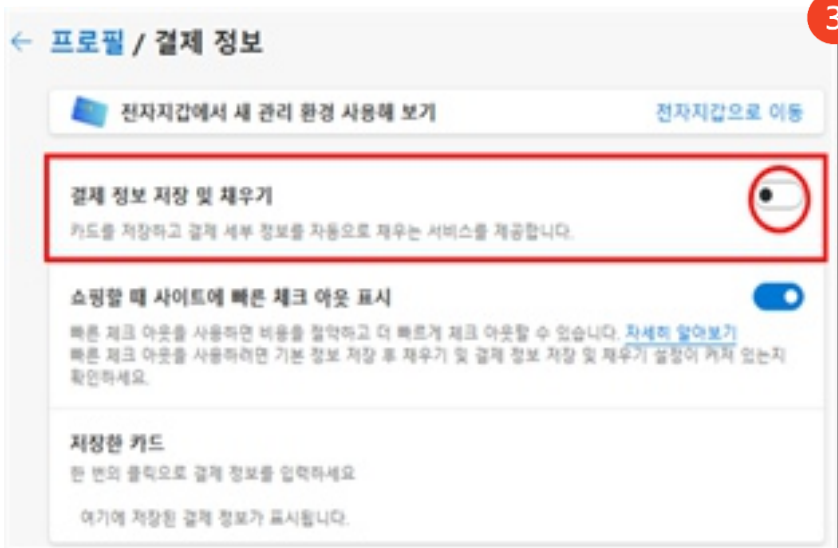 3
← 프로필 / 결제 정보
전자지갑에서 새 관리 환경 사용해 보기
전자지갑으로 이동
결제 정보 저장 및 채우기
카드를 저장하고 결제 세부 정보를 자동으로 채우는 서비스를 제공합니다.
쇼핑할 때 사이트에 빠른 체크 아웃 표시
빠른 체크 아웃을 사용하면 비용을 절약하고 더 빠르게 체크 아웃할 수 있습니다. 자세히 알아보기
빠른 체크 아웃을 사용하려면 기본 정보 저장 후 채우기 및 결제 정보 저장 및 채우기 설정이 켜져 있는지
확인하세요.
저장한 카드
한 번의 클릭으로 결제 정보를 입력하세요
여기에 저장된 결제 정보가 표시됩니다.